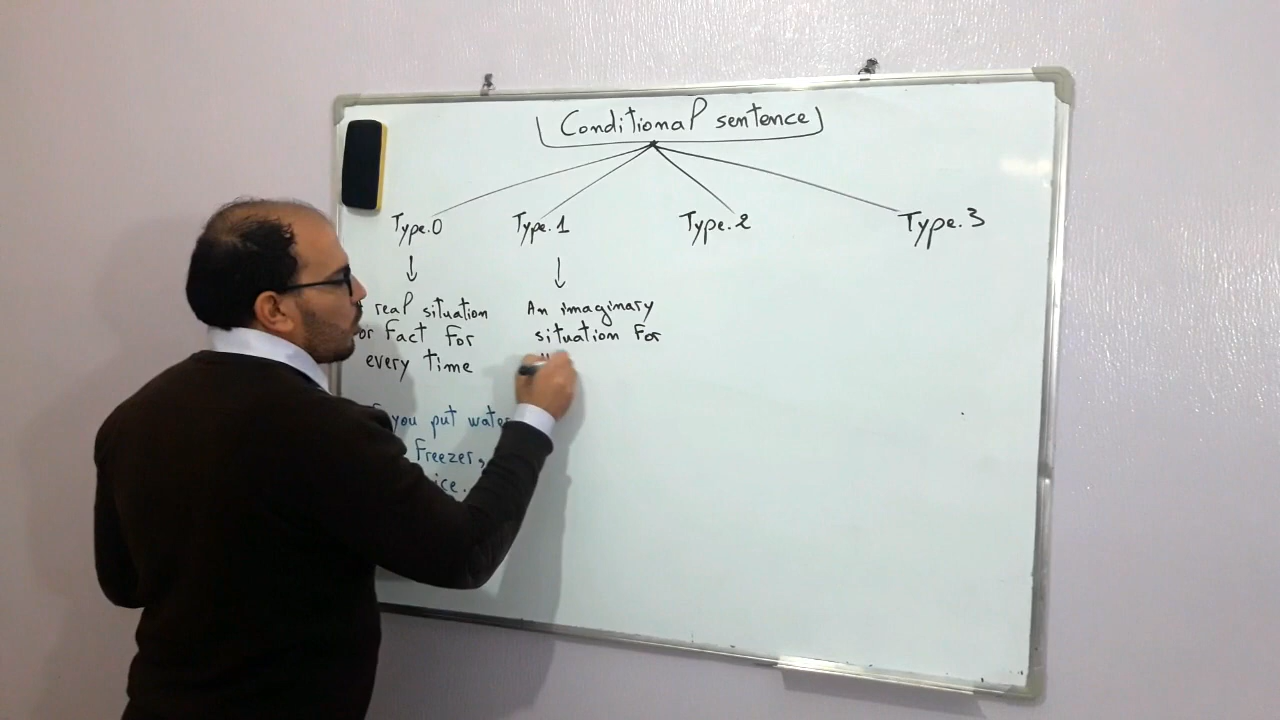 Conditional sentence
Type.0
Type.1
Type.2
Type.3
real situation
or fact for
every time
An imaginary
situation for
you put water
freezer,
ice.